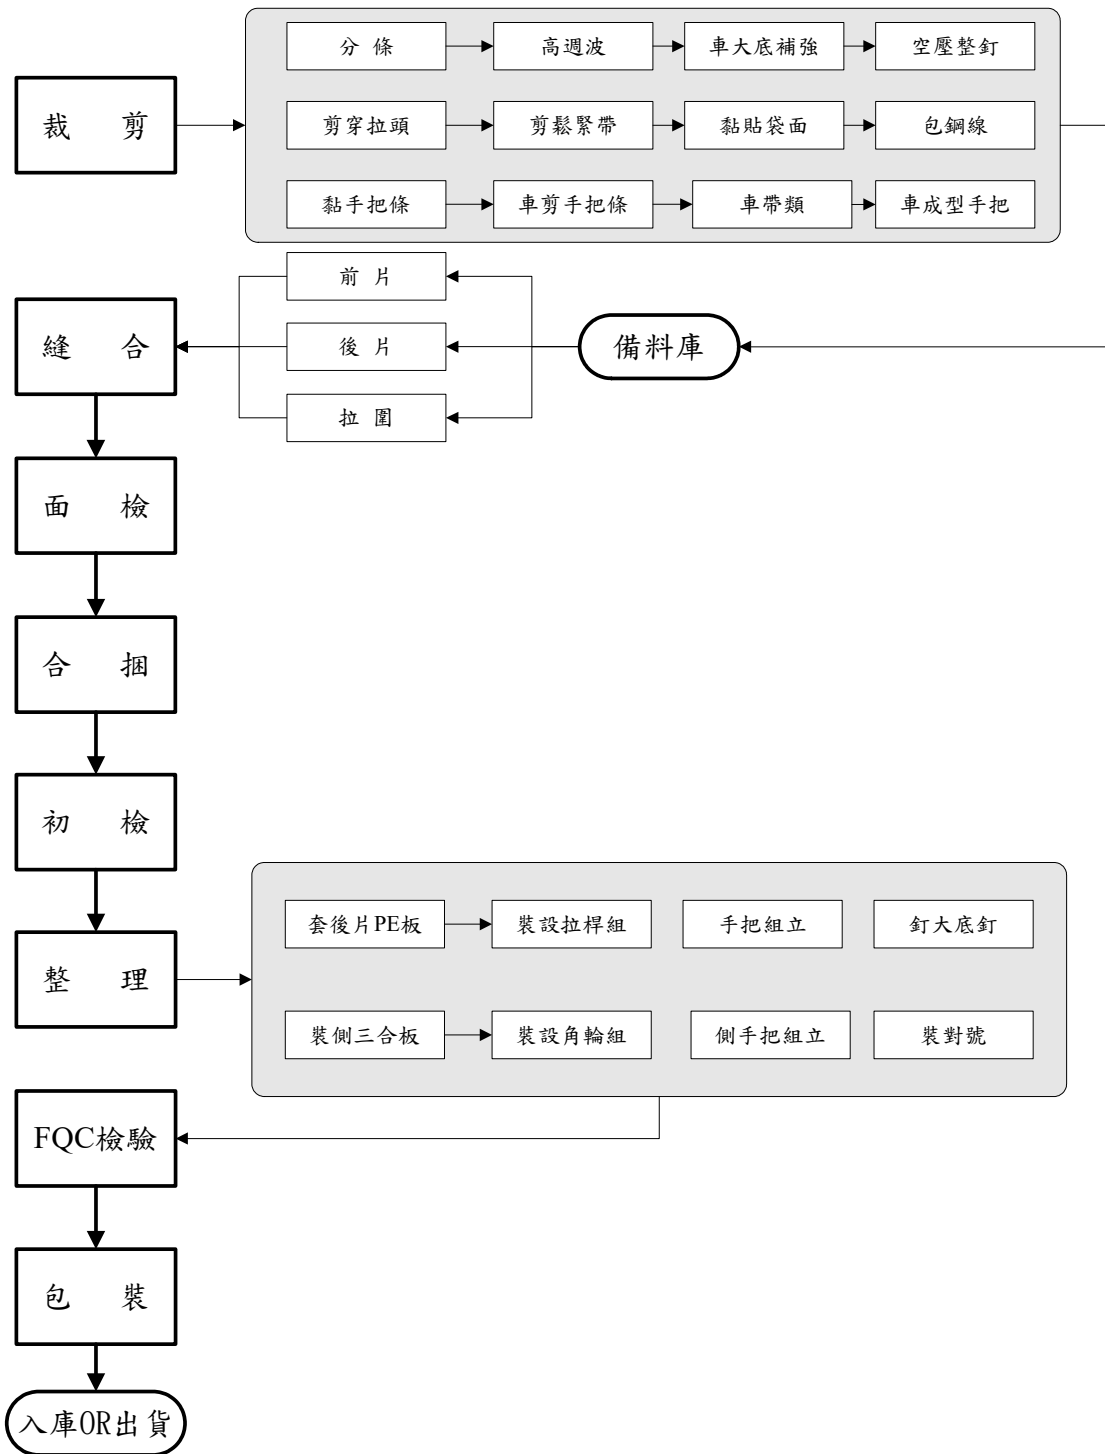 分 條
高週波
車大底補強
空壓整釘
裁 剪
剪穿拉頭
剪鬆緊帶
黏貼袋面
包鋼線
黏手把條
車剪手把條
車帶類
車成型手把
前 片
縫 合
後 片
備料庫
拉 圍
面 檢
合 捆
初 檢
套後片PE板
裝設拉桿組
手把組立
釘大底釘
整 理
裝側三合板
裝設角輪組
側手把組立
裝對號
FQC檢驗
包 裝
入庫OR出貨